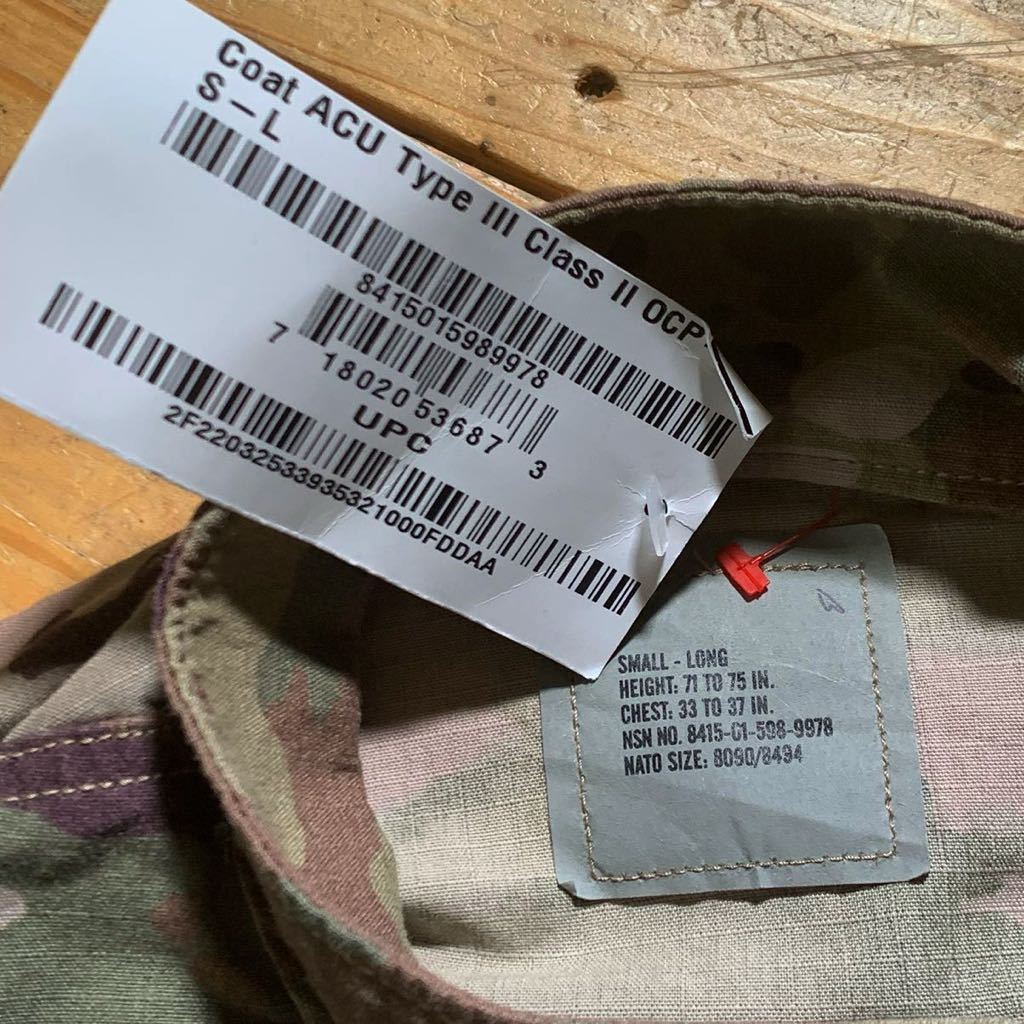 Coat ACU Type III Class II OCP
S - L
8415015989978
7 18020 53687 3
UPC
2F22032533935321000FDDAA
SMALL - LONG
HEIGHT: 71 TO 75 IN.
CHEST: 33 TO 37 IN.
NSN NO. 8415-01-598-9978
NATO SIZE: 8090/8494